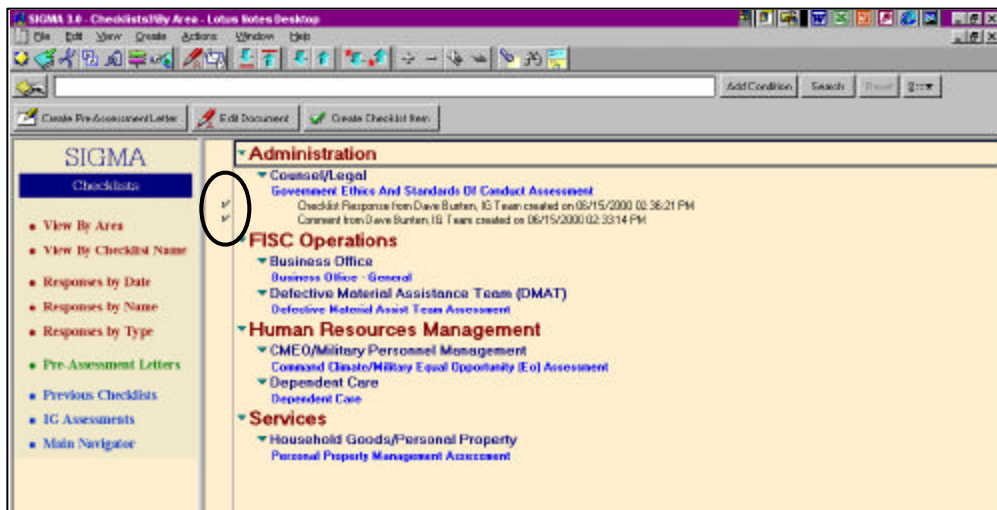 SIGMA 3.0 - Checklists3\By Area - Lotus Notes Desktop
File Edit View Create Actions Window Help
Add Condition Search Reset
Create Pre-Assessment Letter Edit Document Create Checklist Item
SIGMA
Checklists
View By Area
View By Checklist Name
Responses by Date
Responses by Name
Responses by Type
Pre-Assessment Letters
Previous Checklists
IG Assessments
Main Navigator
Administration
Counsel/Legal
Government Ethics And Standards Of Conduct Assessment
Checklist Response from Dave Bunten, IG Team created on 06/15/2000 02:36:21 PM
Comment from Dave Bunten, IG Team created on 06/15/2000 02:33:14 PM
FISC Operations
Business Office
Business Office - General
Defective Material Assistance Team (DMAT)
Defective Material Assist Team Assessment
Human Resources Management
CMEO/Military Personnel Management
Command Climate/Military Equal Opportunity (Eo) Assessment
Dependent Care
Dependent Care
Services
Household Goods/Personal Property
Personal Property Management Assessment